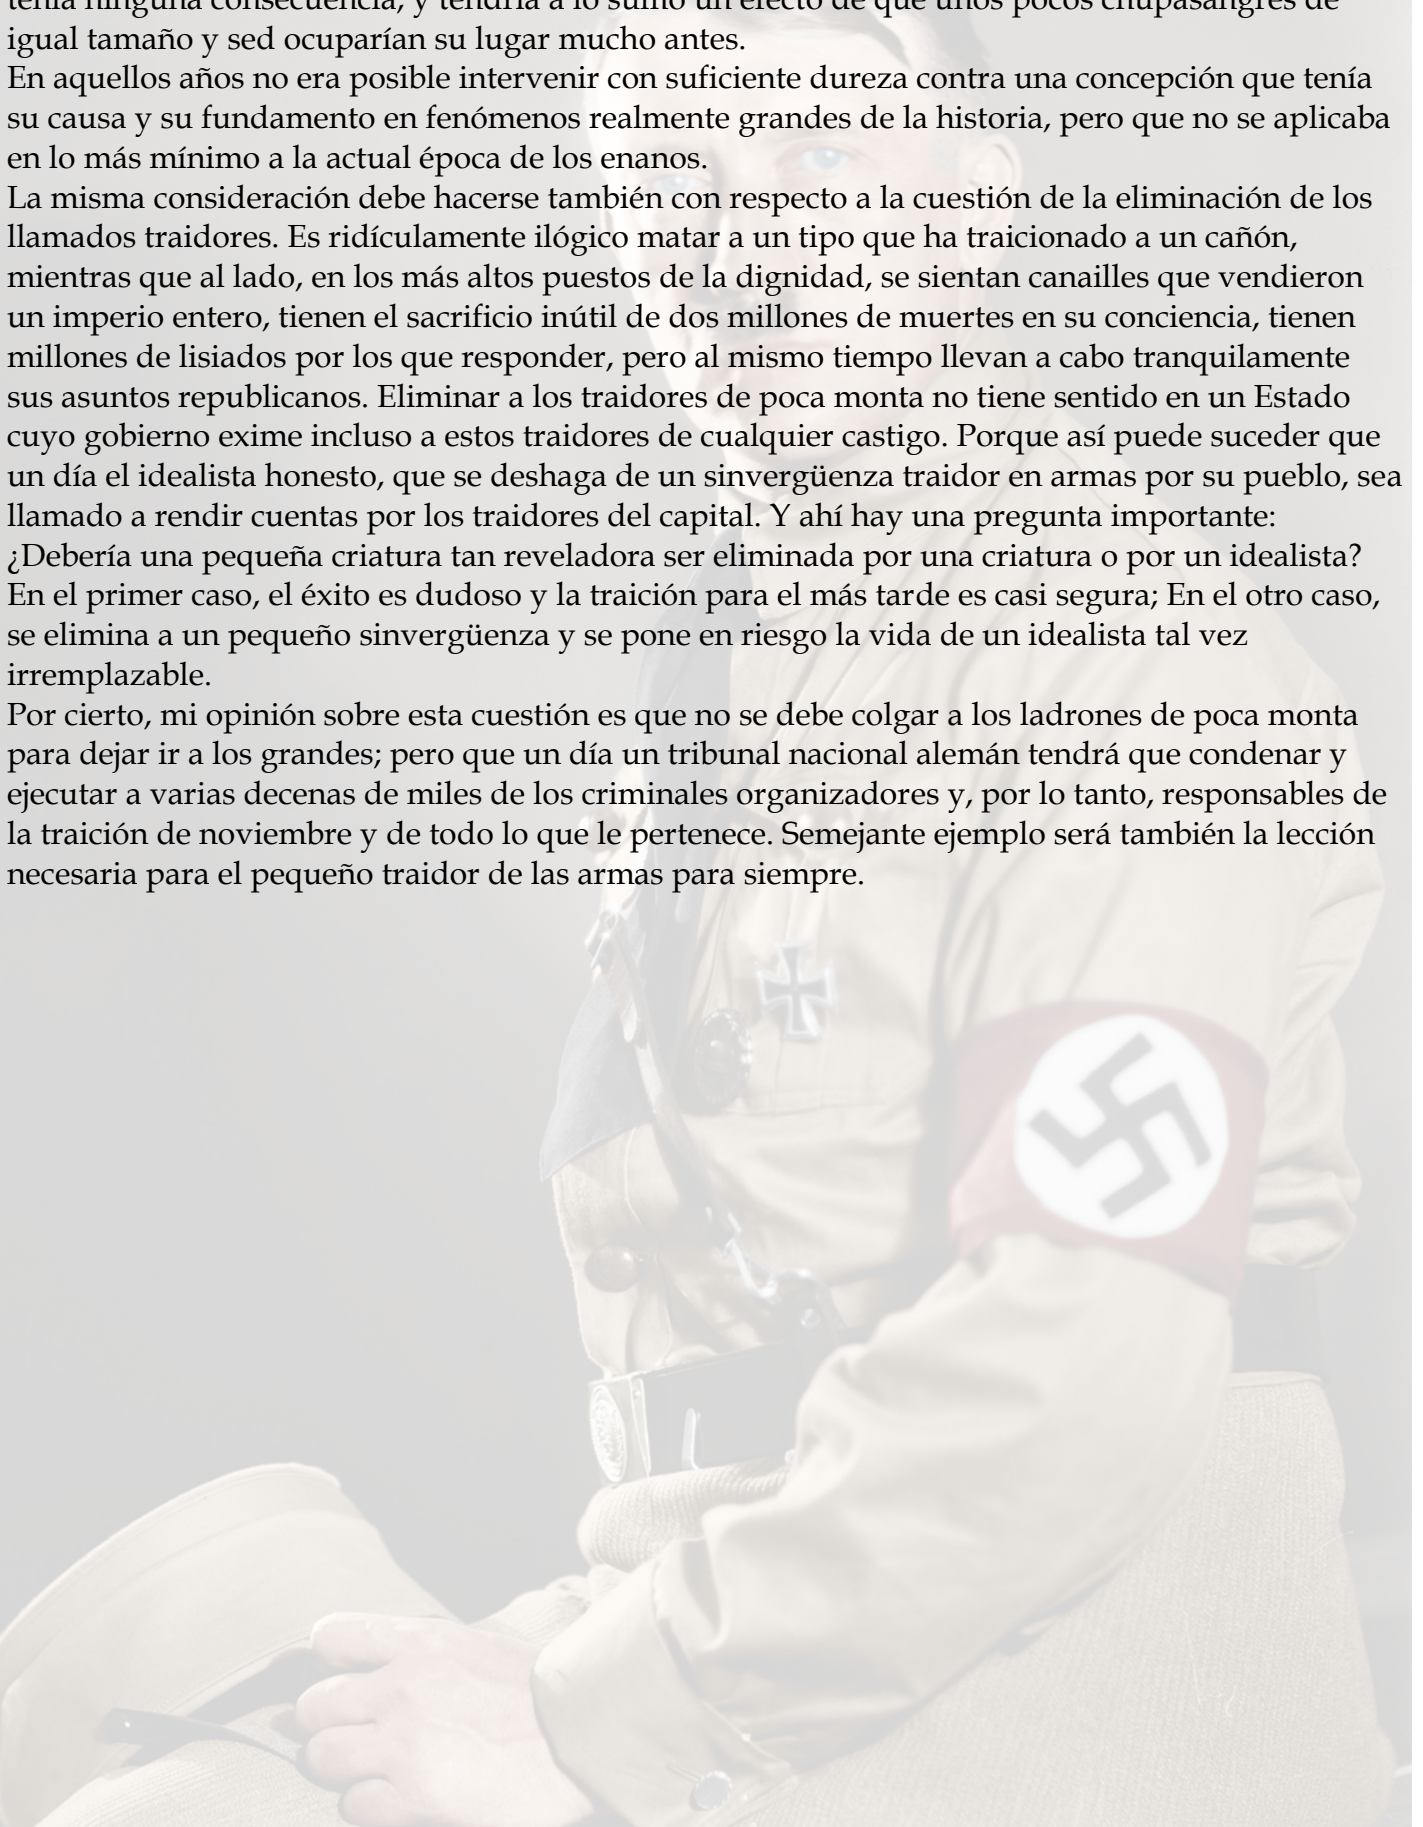 tenía ninguna consecuencia, y tendría a lo sumo un efecto de que unos pocos chupasangres de
igual tamaño y sed ocuparían su lugar mucho antes.
En aquellos años no era posible intervenir con suficiente dureza contra una concepción que tenía
su causa y su fundamento en fenómenos realmente grandes de la historia, pero que no se aplicaba
en lo más mínimo a la actual época de los enanos.
La misma consideración debe hacerse también con respecto a la cuestión de la eliminación de los
llamados traidores. Es ridículamente ilógico matar a un tipo que ha traicionado a un cañón,
mientras que al lado, en los más altos puestos de la dignidad, se sientan canailles que vendieron
un imperio entero, tienen el sacrificio inútil de dos millones de muertes en su conciencia, tienen
millones de lisiados por los que responder, pero al mismo tiempo llevan a cabo tranquilamente
sus asuntos republicanos. Eliminar a los traidores de poca monta no tiene sentido en un Estado
cuyo gobierno exime incluso a estos traidores de cualquier castigo. Porque así puede suceder que
un día el idealista honesto, que se deshaga de un sinvergüenza traidor en armas por su pueblo, sea
llamado a rendir cuentas por los traidores del capital. Y ahí hay una pregunta importante:
¿Debería una pequeña criatura tan reveladora ser eliminada por una criatura o por un idealista?
En el primer caso, el éxito es dudoso y la traición para el más tarde es casi segura; En el otro caso,
se elimina a un pequeño sinvergüenza y se pone en riesgo la vida de un idealista tal vez
irremplazable.
Por cierto, mi opinión sobre esta cuestión es que no se debe colgar a los ladrones de poca monta
para dejar ir a los grandes; pero que un día un tribunal nacional alemán tendrá que condenar y
ejecutar a varias decenas de miles de los criminales organizadores y, por lo tanto, responsables de
la traición de noviembre y de todo lo que le pertenece. Semejante ejemplo será también la lección
necesaria para el pequeño traidor de las armas para siempre.